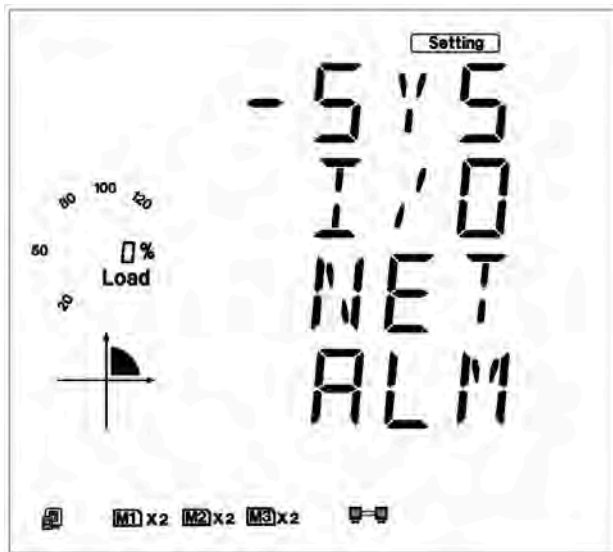 Setting
- SYS
I/O
NET
ALM
20
50
80
100
120
0%
Load
M1 X2 M2 X2 M3 X2